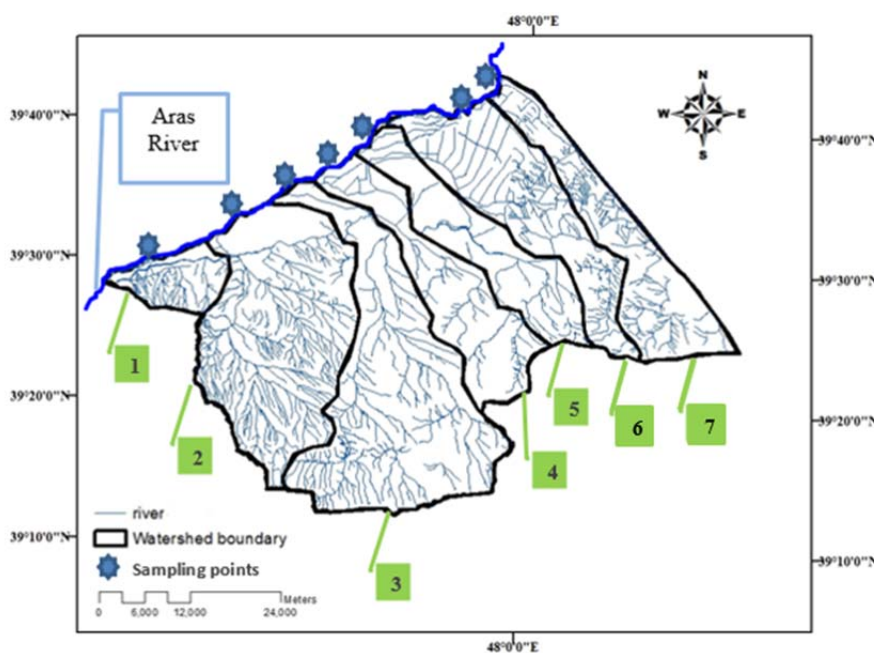 48°0'0"E
39°40'0"N
Aras
River
N
W
E
S
39°40'0"N
39°30'0"N
39°30'0"N
1
39°20'0"N
2
5
6
7
39°20'0"N
4
river
Watershed boundary
39°10'0"N
Sampling points
3
39°10'0"N
Meters
0 6,000 12,000 24,000
48°0'0"E